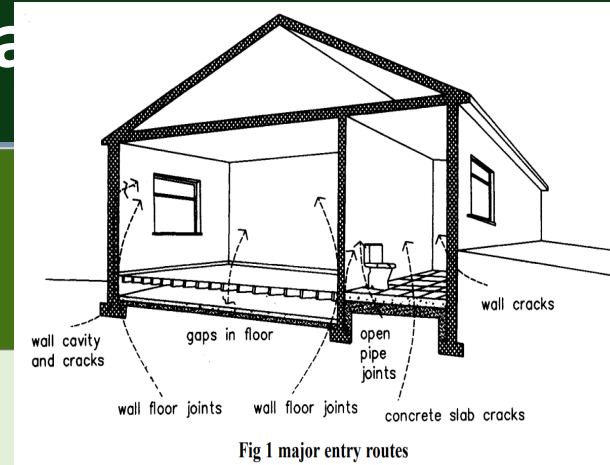 a
wall cracks
gaps in floor
open
pipe
joints
wall cavity
and cracks
wall floor joints
wall floor joints
concrete slab cracks
Fig 1 major entry routes